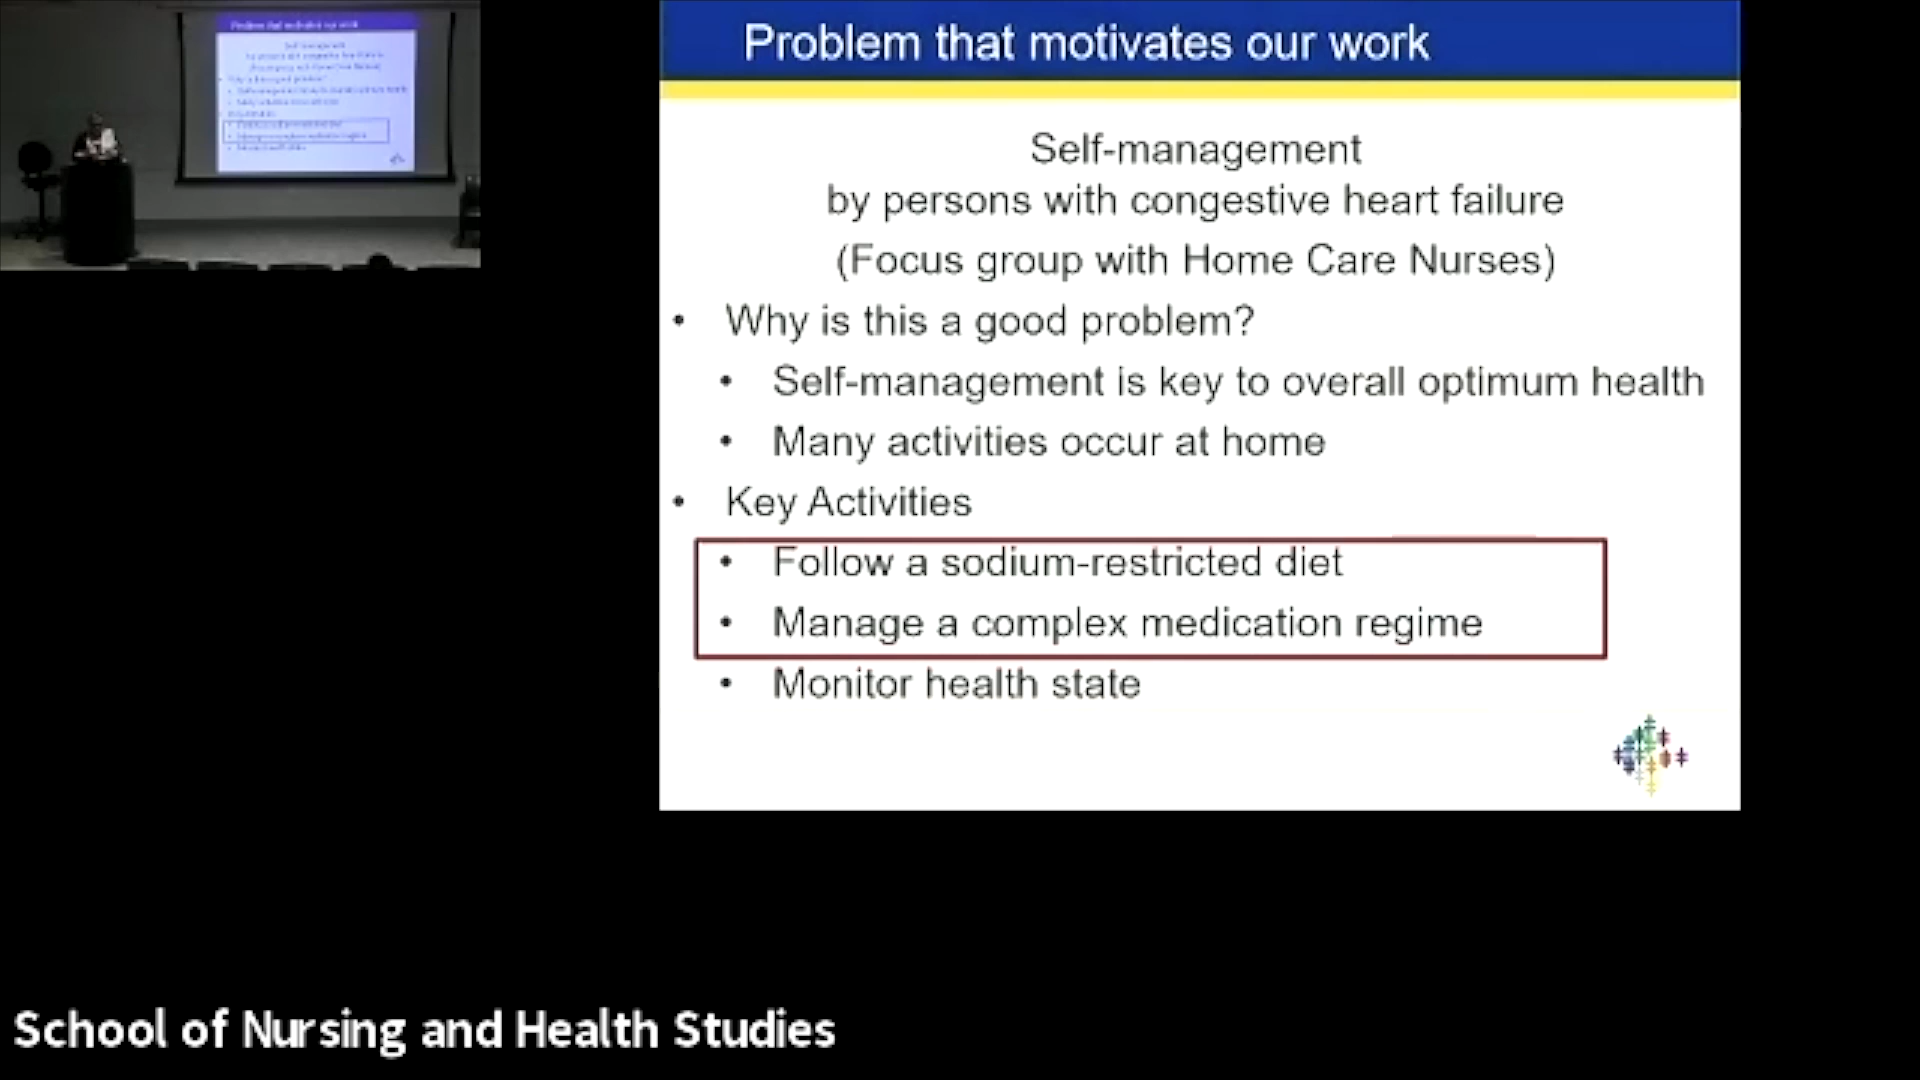 Problem that motivates our work
Self-management
by persons with congestive heart failure
(Focus group with Home Care Nurses)
• Why is this a good problem?
• Self-management is key to overall optimum health
• Many activities occur at home
• Key Activities
• Follow a sodium-restricted diet
• Manage a complex medication regime
• Monitor health state
School of Nursing and Health Studies